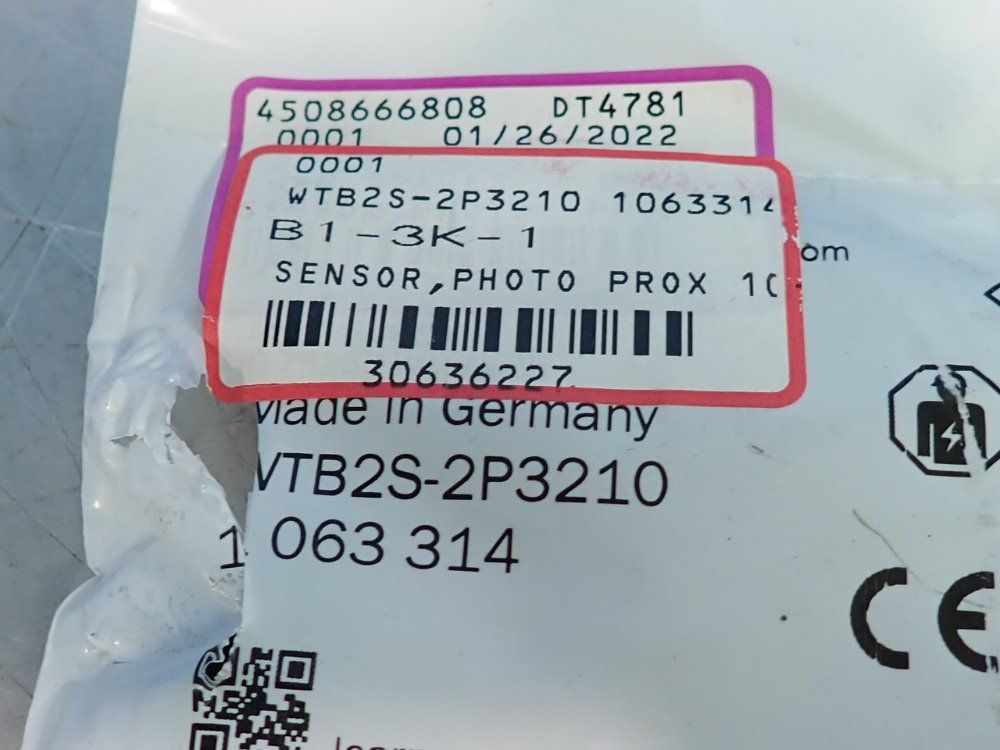 4508666808 DT4781
0001 01/26/2022
0001
WTB2S-2P3210 1063314
B1-3K-1
SENSOR,PHOTO PROX
om
30636227
Made in Germany
WTB2S-2P3210
1 063 314
CE